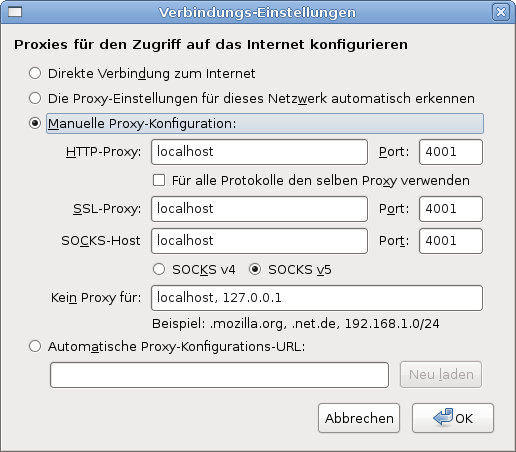 Verbindungs-Einstellungen
Proxies für den Zugriff auf das Internet konfigurieren
Direkte Verbindung zum Internet
Die Proxy-Einstellungen für dieses Netzwerk automatisch erkennen
Manuelle Proxy-Konfiguration:
HTTP-Proxy: localhost Port: 4001
Für alle Protokolle den selben Proxy verwenden
SSL-Proxy: localhost Port: 4001
SOCKS-Host localhost Port: 4001
SOCKS v4 SOCKS v5
Kein Proxy für: localhost, 127.0.0.1
Beispiel: .mozilla.org, .net.de, 192.168.1.0/24
Automatische Proxy-Konfigurations-URL:
Neu laden
Abbrechen OK